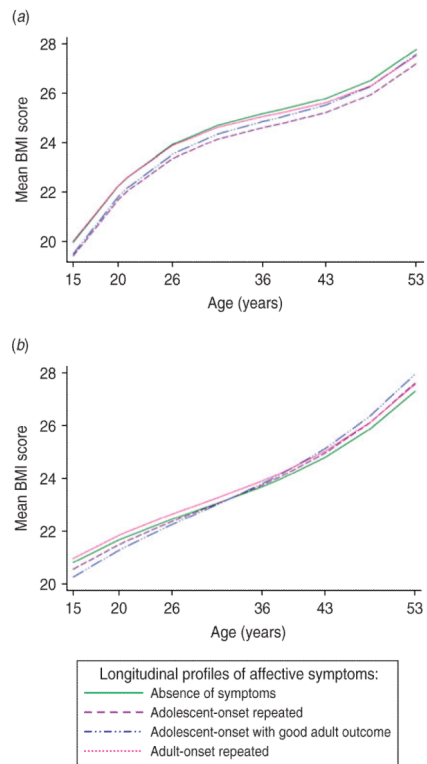 (a)
28
26
24
22
20
Mean BMI score
15 20 26 36 43 53
Age (years)
(b)
28
26
24
22
20
Mean BMI score
15 20 26 36 43 53
Age (years)
Longitudinal profiles of affective symptoms:
Absence of symptoms
Adolescent-onset repeated
Adolescent-onset with good adult outcome
Adult-onset repeated